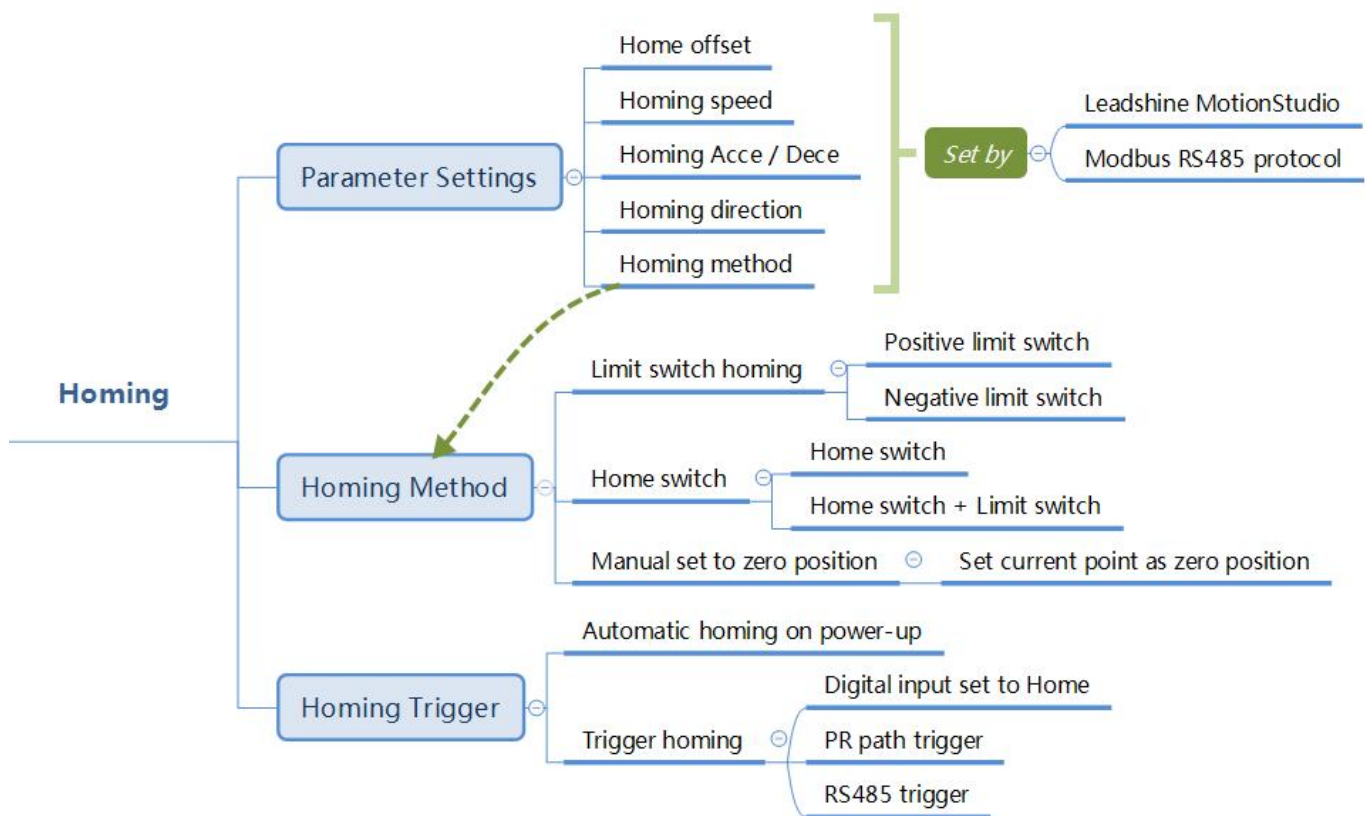 Homing
Parameter Settings
Home offset
Homing speed
Homing Acce / Dece
Homing direction
Homing method
Set by
Leadshine MotionStudio
Modbus RS485 protocol
Homing Method
Limit switch homing
Positive limit switch
Negative limit switch
Home switch
Home switch
Home switch + Limit switch
Manual set to zero position
Set current point as zero position
Homing Trigger
Automatic homing on power-up
Trigger homing
Digital input set to Home
PR path trigger
RS485 trigger